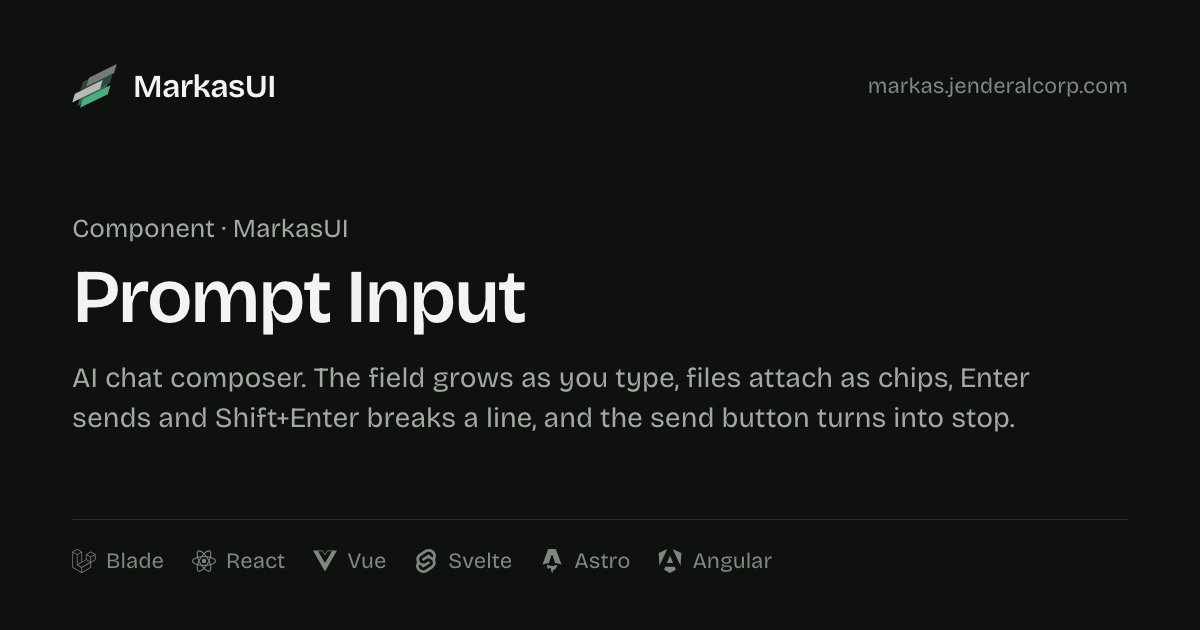 MarkasUI
markas.jenderalcorp.com
Component · MarkasUI
Prompt Input
AI chat composer. The field grows as you type, files attach as chips, Enter
sends and Shift+Enter breaks a line, and the send button turns into stop.
Blade React Vue Svelte Astro Angular